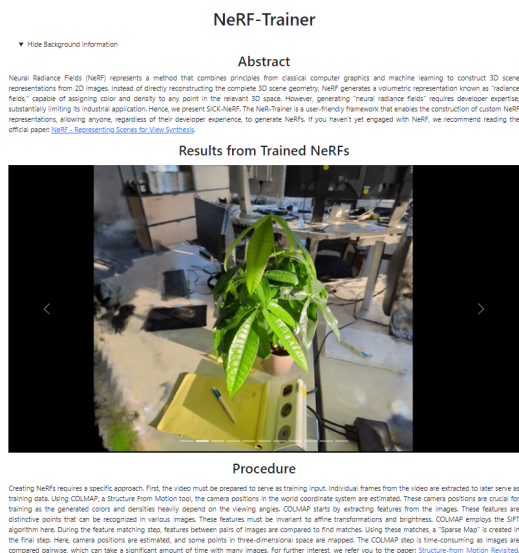 NeRF-Trainer
▼ Hide Background Information
Abstract
Neural Radiance Fields (NeRF) represents a method that combines principles from classical computer graphics and machine learning to construct 3D scene
representations from 2D images. Instead of directly reconstructing the complete 3D scene geometry, NeRF generates a volumetric representation known as "radiance
fields," capable of assigning color and density to any point in the relevant 3D space. However, generating "neural radiance fields" requires developer expertise,
substantially limiting its industrial application. Hence, we present SICK-NeRF. The NeR-Trainer is a user-friendly framework that enables the construction of custom NeRF
representations, allowing anyone, regardless of their developer experience, to generate NeRFs. If you haven't yet engaged with NeRF, we recommend reading the
official paper: NeRF - Representing Scenes for View Synthesis.
Results from Trained NeRFs
Procedure
Creating NeRFs requires a specific approach. First, the video must be prepared to serve as training input. Individual frames from the video are extracted to later serve as
training data. Using COLMAP, a Structure From Motion tool, the camera positions in the world coordinate system are estimated. These camera positions are crucial for
training as the generated colors and densities heavily depend on the viewing angles. COLMAP starts by extracting features from the images. These features are
distinctive points that can be recognized in various images. These features must be invariant to affine transformations and brightness. COLMAP employs the SIFT
algorithm here. During the feature matching step, features between pairs of images are compared to find matches. Using these matches, a "Sparse Map" is created in
the final step. Here, camera positions are estimated, and some points in three-dimensional space are mapped. The COLMAP step is time-consuming as images are
compared pairwise, which can take a significant amount of time with many images. For further interest, we refer you to the paper: Structure-from Motion Revisited